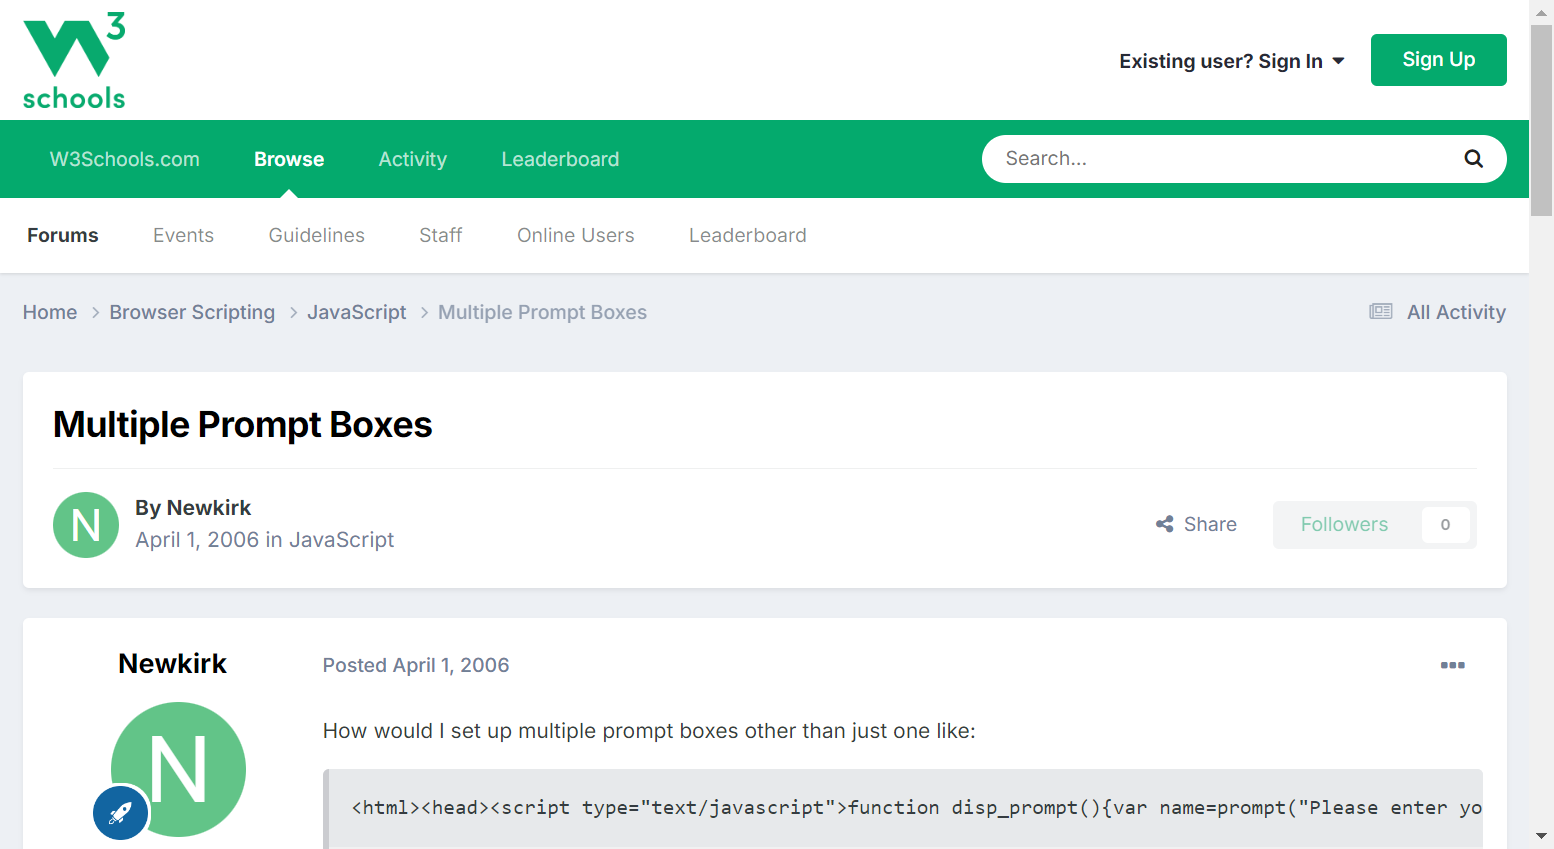 W3
schools
Existing user? Sign In
Sign Up
W3Schools.com
Browse
Activity
Leaderboard
Search...
Forums
Events
Guidelines
Staff
Online Users
Leaderboard
Home > Browser Scripting > JavaScript > Multiple Prompt Boxes
All Activity
Multiple Prompt Boxes
N
By Newkirk
April 1, 2006 in JavaScript
Share
Followers
0
Newkirk
N
Posted April 1, 2006
How would I set up multiple prompt boxes other than just one like:
<html><head><script type="text/javascript">function disp_prompt(){var name=prompt("Please enter yo